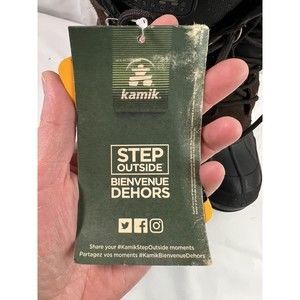 kamik
STEP
OUTSIDE
BIENVENUE
DEHORS
Share your #KamikStepOutside moments
Partagez vos moments #KamikBienvenueDehors